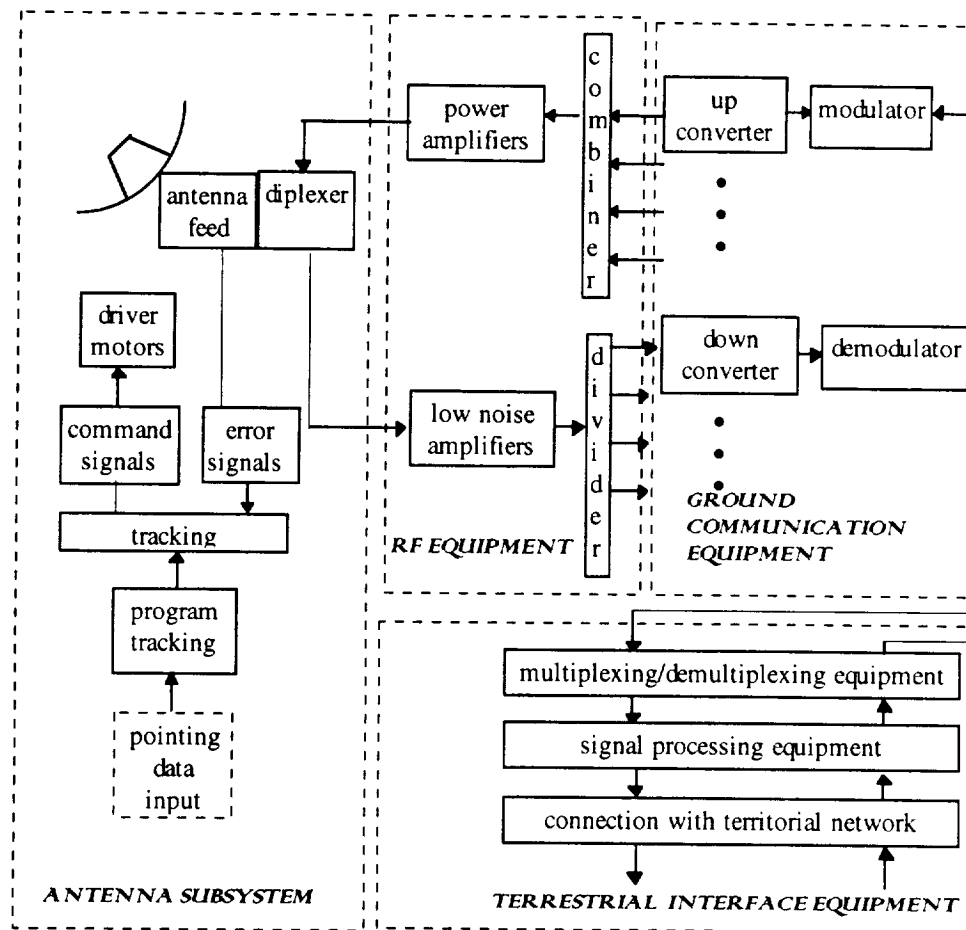 antenna
feed
diplexer
driver
motors
command
signals
error
signals
tracking
program
tracking
pointing
data
input
ANTENNA SUBSYSTEM
power
amplifiers
combiner
low noise
amplifiers
divider
RF EQUIPMENT
up
converter
modulator
down
converter
demodulator
GROUND
COMMUNICATION
EQUIPMENT
multiplexing/demultiplexing equipment
signal processing equipment
connection with territorial network
TERRESTRIAL INTERFACE EQUIPMENT